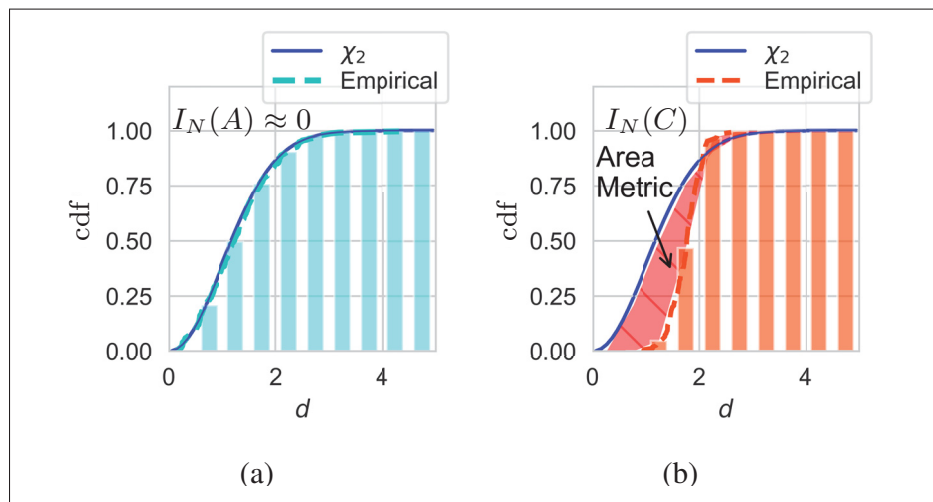 χ₂
Empirical
I_N(A) ≈ 0
1.00
0.75
0.50
0.25
0.00
cdf
0
2
4
d
(a)
χ₂
Empirical
I_N(C)
Area
Metric
1.00
0.75
0.50
0.25
0.00
cdf
0
2
4
d
(b)